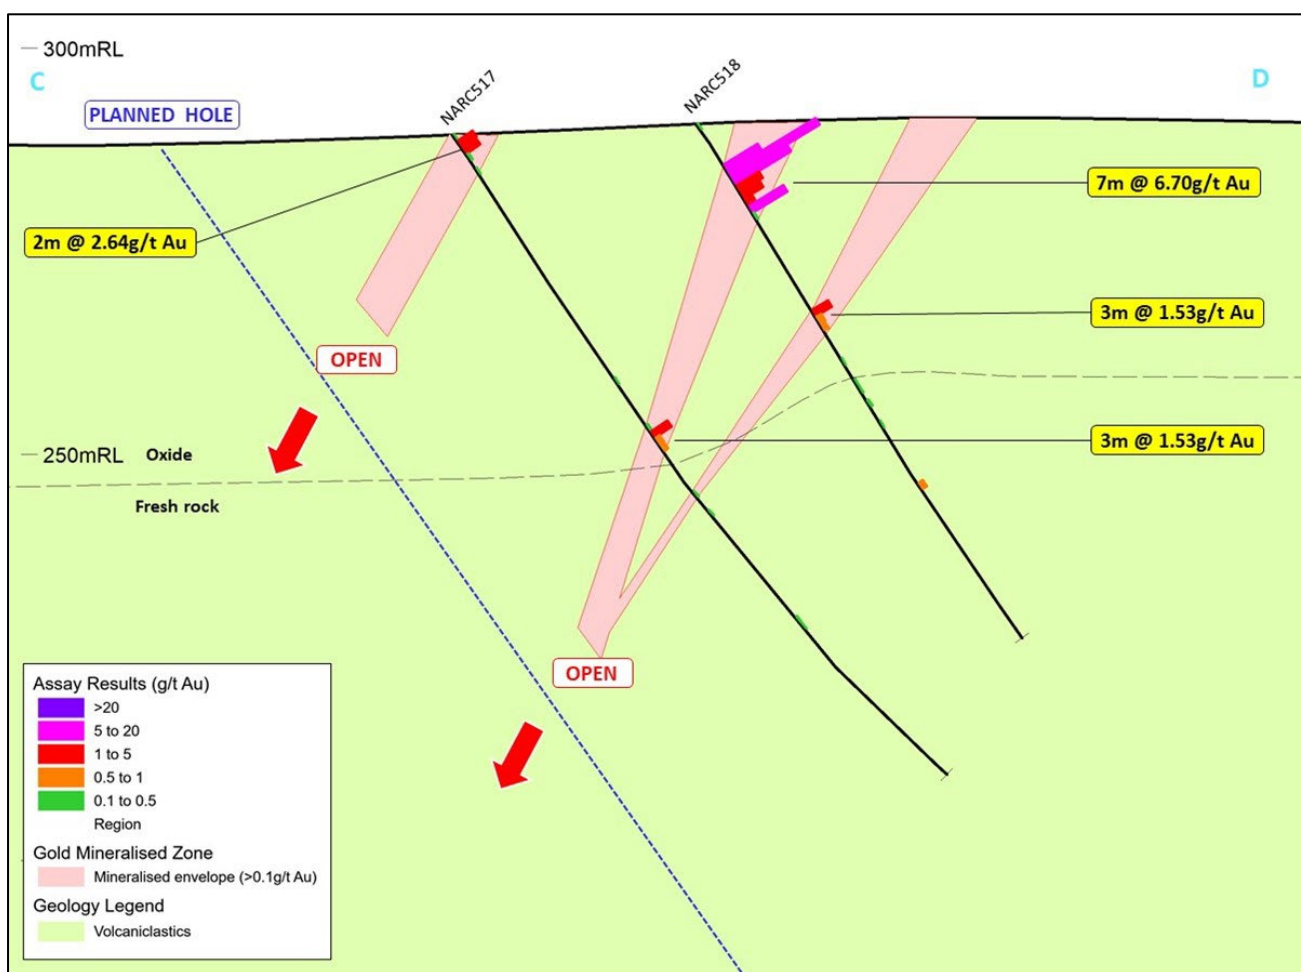 300mRL
C
D
PLANNED HOLE
NARC517
NARC518
7m @ 6.70g/t Au
2m @ 2.64g/t Au
3m @ 1.53g/t Au
OPEN
3m @ 1.53g/t Au
250mRL
Oxide
Fresh rock
OPEN
Assay Results (g/t Au)
>20
5 to 20
1 to 5
0.5 to 1
0.1 to 0.5
Region
Gold Mineralised Zone
Mineralised envelope (>0.1g/t Au)
Geology Legend
Volcaniclastics